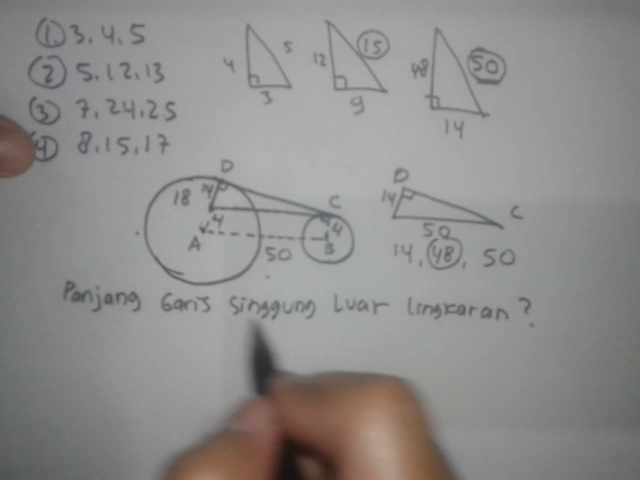 ① 3, 4, 5
② 5, 12, 13
③ 7, 24, 25
④ 8, 15, 17
4 5 3
12 15 9
48 50 14
D
18 14 C
4 4
A 50 B
D
14 C
50
14, 48, 50
Panjang Garis Singgung Luar lingkaran?